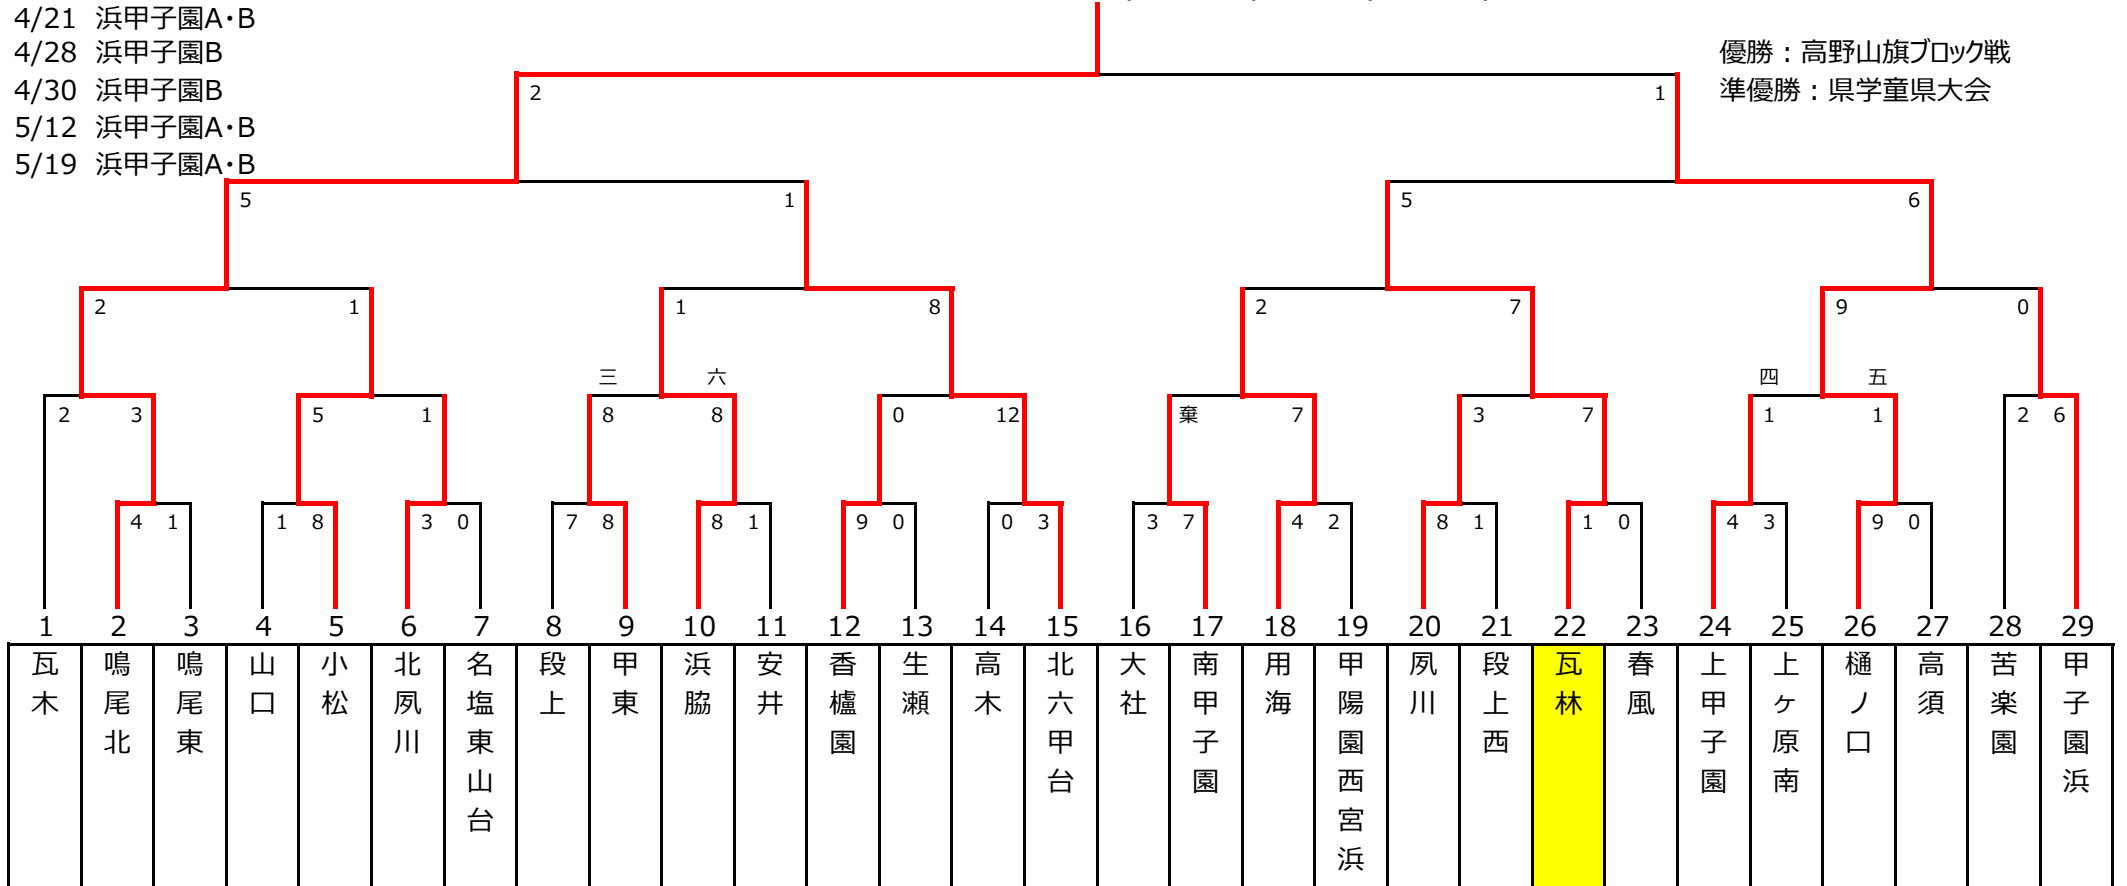 4/21 浜甲子園A・B
4/28 浜甲子園B
4/30 浜甲子園B
5/12 浜甲子園A・B
5/19 浜甲子園A・B
優勝：高野山旗ブロック戦
準優勝：県学童県大会
2 1
5 1 5 6
2 1 1 8 2 7 9 0
三 六 四 五
2 3 5 1 8 8 0 12 棄 7 3 7 1 1 2 6
4 1 1 8 3 0 7 8 8 1 9 0 0 3 3 7 4 2 8 1 1 0 4 3 9 0
1 2 3 4 5 6 7 8 9 10 11 12 13 14 15 16 17 18 19 20 21 22 23 24 25 26 27 28 29
瓦木
鳴尾北
鳴尾東
山口
小松
北夙川
名塩東山台
段上
甲東
浜脇
安井
香櫨園
生瀬
高木
北六甲台
大社
南甲子園
用海
甲陽園西宮浜
夙川
段上西
瓦林
春風
上甲子園
上ヶ原南
樋ノ口
高須
苦楽園
甲子園浜